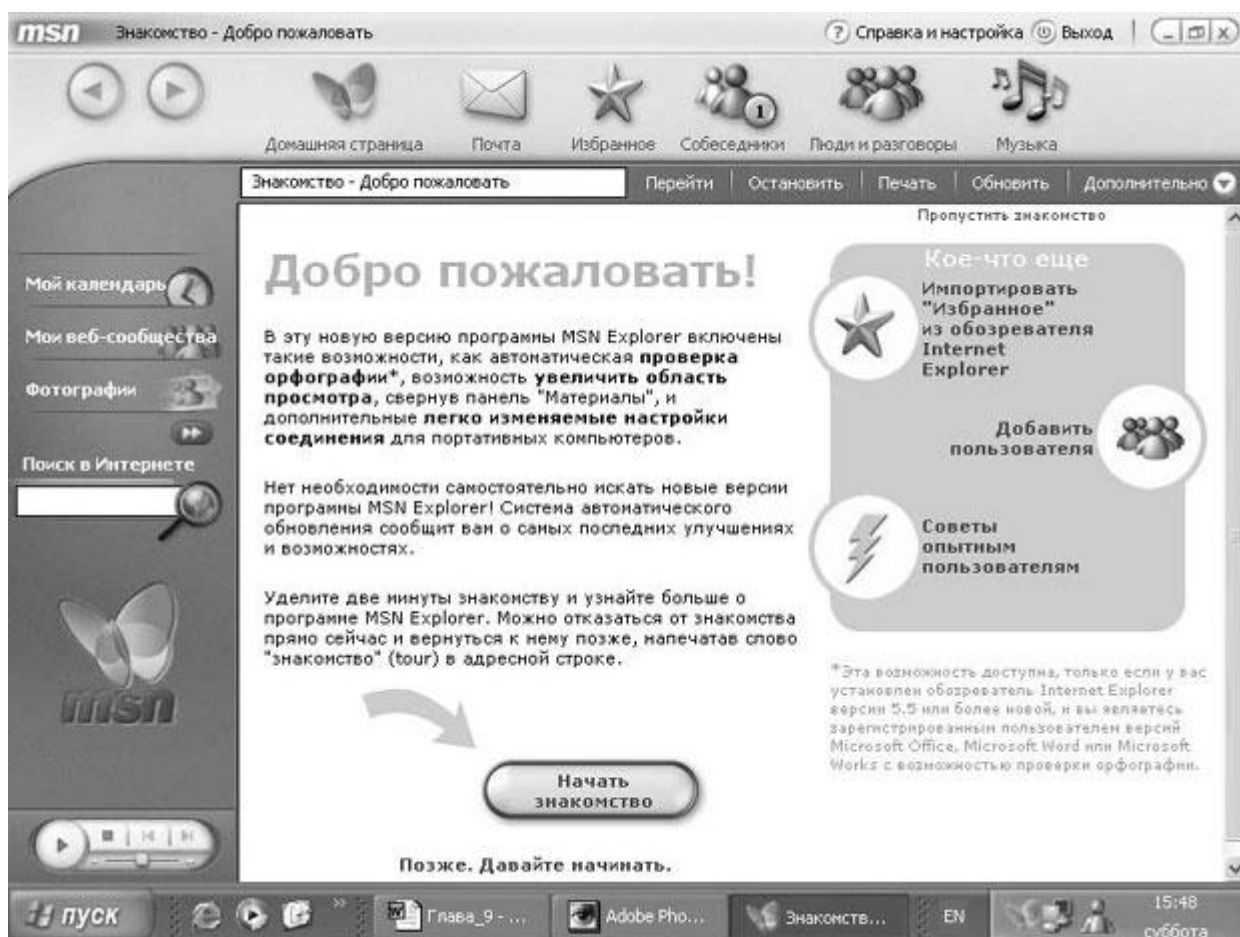 msn Знакомство - Добро пожаловать
? Справка и настройка Выход
Домашняя страница Почта Избранное Собеседники Люди и разговоры Музыка
1
Знакомство - Добро пожаловать Перейти Остановить Печать Обновить Дополнительно
Мой календарь
Мои веб-сообщества
Фотографии
Поиск в Интернете
msn
Добро пожаловать!
В эту новую версию программы MSN Explorer включены
такие возможности, как автоматическая проверка
орфографии*, возможность увеличить область
просмотра, свернув панель "Материалы", и
дополнительные легко изменяемые настройки
соединения для портативных компьютеров.
Нет необходимости самостоятельно искать новые версии
программы MSN Explorer! Система автоматического
обновления сообщит вам о самых последних улучшениях
и возможностях.
Уделите две минуты знакомству и узнайте больше о
программе MSN Explorer. Можно отказаться от знакомства
прямо сейчас и вернуться к нему позже, напечатав слово
"знакомство" (tour) в адресной строке.
Начать
знакомство
Позже. Давайте начинать.
Пропустить знакомство
Кое-что еще
Импортировать
"Избранное"
из обозревателя
Internet
Explorer
Добавить
пользователя
Советы
опытным
пользователям
*Эта возможность доступна, только если у вас
установлен обозреватель Internet Explorer
версии 5.5 или более новой, и вы являетесь
зарегистрированным пользователем версий
Microsoft Office, Microsoft Word или Microsoft
Works с возможностью проверки орфографии.
пуск Глава_9 - ... Adobe Pho... Знакомств... EN 15:48
суббота